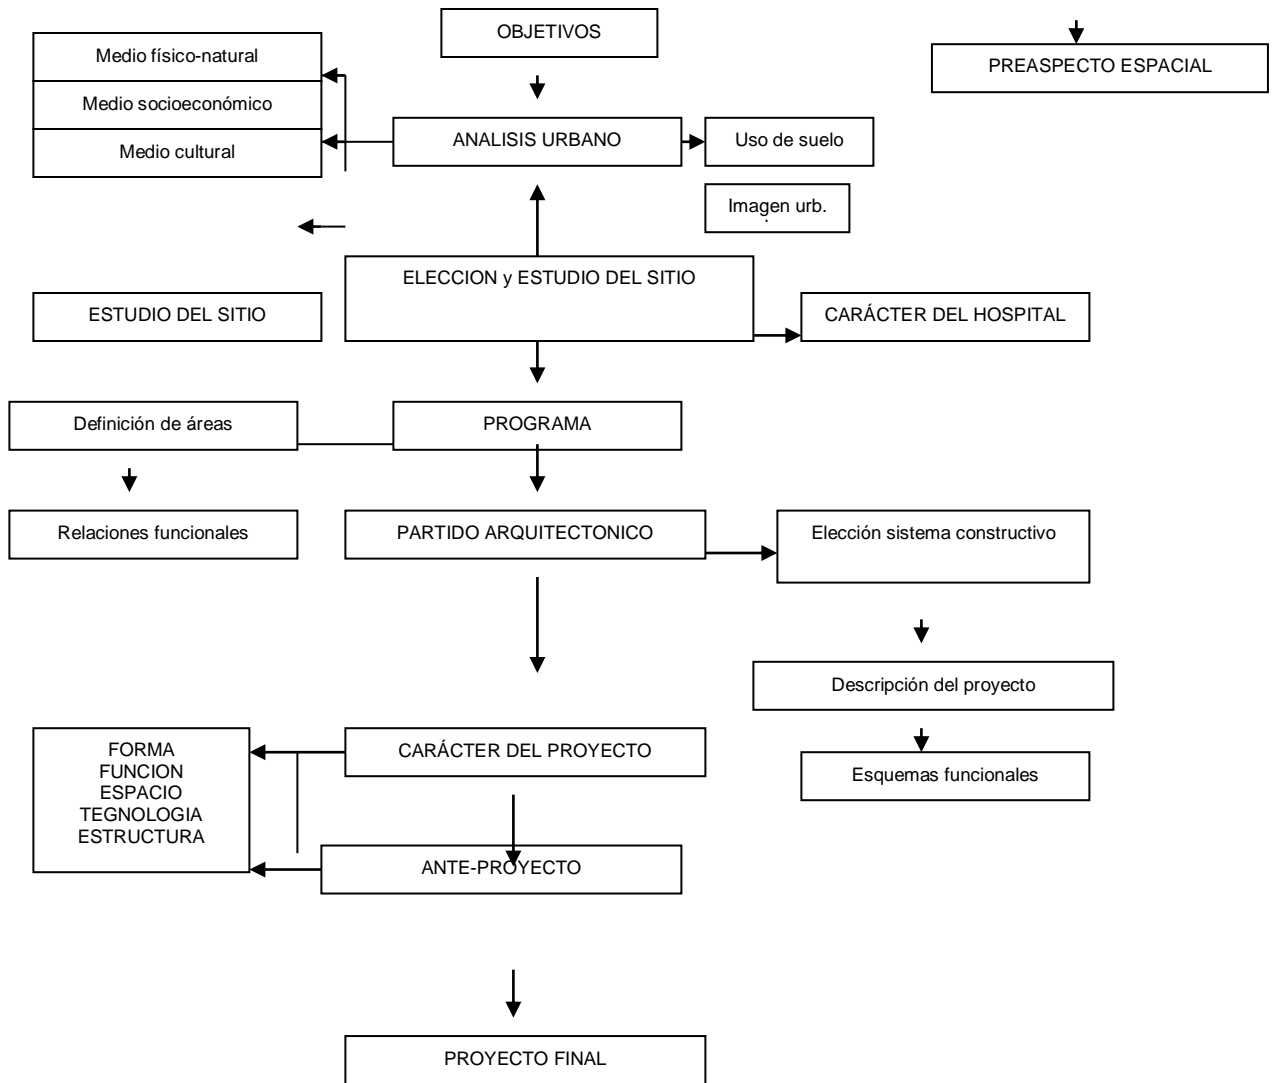 OBJETIVOS
PREASPECTO ESPACIAL
Medio físico-natural
Medio socioeconómico
Medio cultural
ANALISIS URBANO
Uso de suelo
Imagen urb.
ELECCION y ESTUDIO DEL SITIO
ESTUDIO DEL SITIO
CARÁCTER DEL HOSPITAL
Definición de áreas
PROGRAMA
Relaciones funcionales
PARTIDO ARQUITECTONICO
Elección sistema constructivo
Descripción del proyecto
FORMA
FUNCION
ESPACIO
TEGNOLOGIA
ESTRUCTURA
CARÁCTER DEL PROYECTO
Esquemas funcionales
ANTE-PROYECTO
PROYECTO FINAL